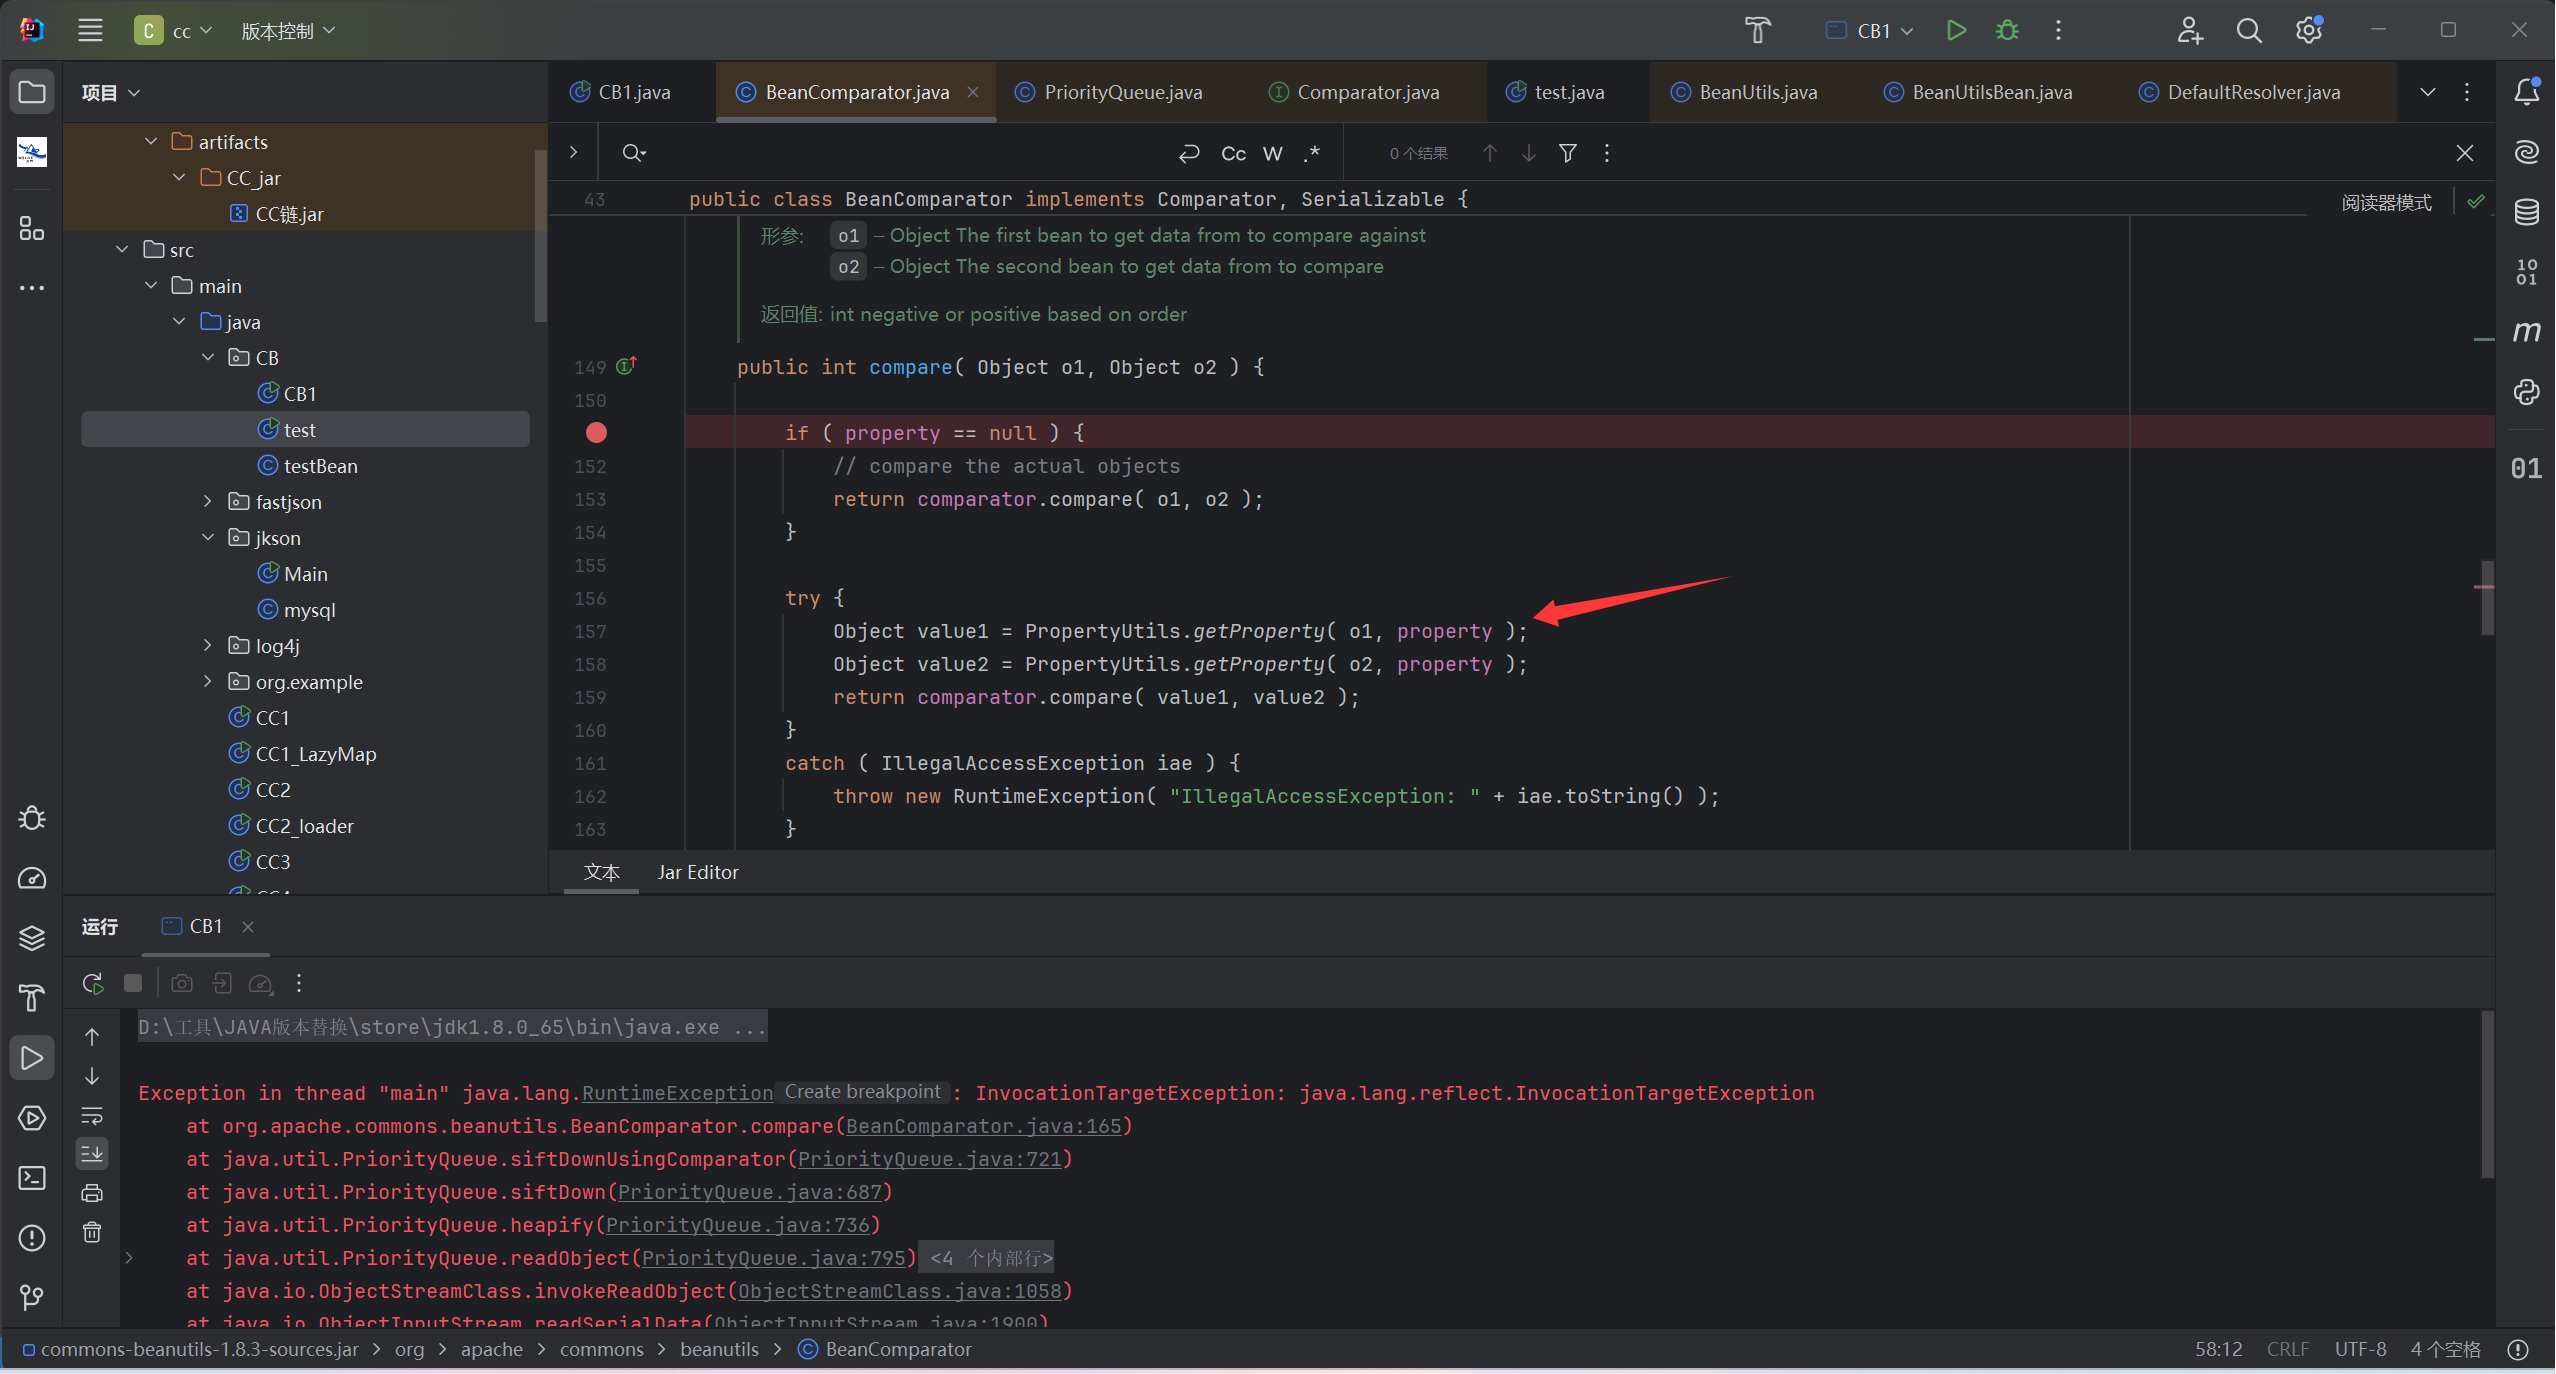 C cc 版本控制 CB1
项目
CB1.java BeanComparator.java PriorityQueue.java Comparator.java test.java BeanUtils.java BeanUtilsBean.java DefaultResolver.java
artifacts
CC_jar
CC链.jar
src
main
java
CB
CB1
test
testBean
fastjson
jkson
Main
mysql
log4j
org.example
CC1
CC1_LazyMap
CC2
CC2_loader
CC3
Cc W .* 0 个结果
43 public class BeanComparator implements Comparator, Serializable {
阅读器模式
形参: o1 – Object The first bean to get data from to compare against
o2 – Object The second bean to get data from to compare
返回值: int negative or positive based on order
149 public int compare( Object o1, Object o2 ) {
150
if ( property == null ) {
152 // compare the actual objects
153 return comparator.compare( o1, o2 );
154 }
155
156 try {
157 Object value1 = PropertyUtils.getProperty( o1, property );
158 Object value2 = PropertyUtils.getProperty( o2, property );
159 return comparator.compare( value1, value2 );
160 }
161 catch ( IllegalAccessException iae ) {
162 throw new RuntimeException( "IllegalAccessException: " + iae.toString() );
163 }
文本 Jar Editor
10
01
m
01
运行 CB1
D:\工具\JAVA版本替换\store\jdk1.8.0_65\bin\java.exe ...
Exception in thread "main" java.lang.RuntimeException Create breakpoint : InvocationTargetException: java.lang.reflect.InvocationTargetException
at org.apache.commons.beanutils.BeanComparator.compare(BeanComparator.java:165)
at java.util.PriorityQueue.siftDownUsingComparator(PriorityQueue.java:721)
at java.util.PriorityQueue.siftDown(PriorityQueue.java:687)
at java.util.PriorityQueue.heapify(PriorityQueue.java:736)
at java.util.PriorityQueue.readObject(PriorityQueue.java:795) <4 个内部行>
at java.io.ObjectStreamClass.invokeReadObject(ObjectStreamClass.java:1058)
at java.io.ObjectInputStream.readSerialData(ObjectInputStream.java:1900)
commons-beanutils-1.8.3-sources.jar > org > apache > commons > beanutils > BeanComparator
58:12 CRLF UTF-8 4 个空格